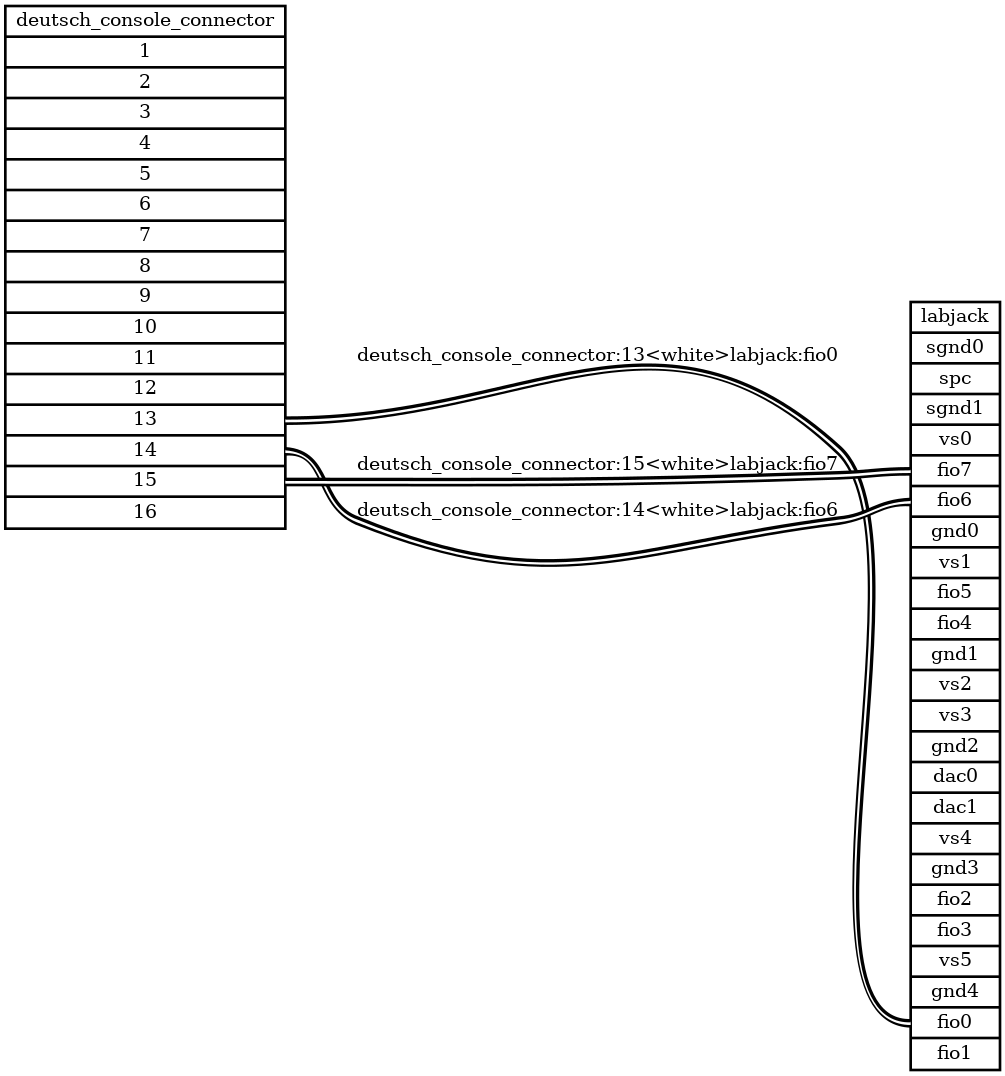 deutsch_console_connector
1
2
3
4
5
6
7
8
9
10
11
12
13
14
15
16
deutsch_console_connector:13<white>labjack:fio0
deutsch_console_connector:15<white>labjack:fio7
deutsch_console_connector:14<white>labjack:fio6
labjack
sgnd0
spc
sgnd1
vs0
fio7
fio6
gnd0
vs1
fio5
fio4
gnd1
vs2
vs3
gnd2
dac0
dac1
vs4
gnd3
fio2
fio3
vs5
gnd4
fio0
fio1